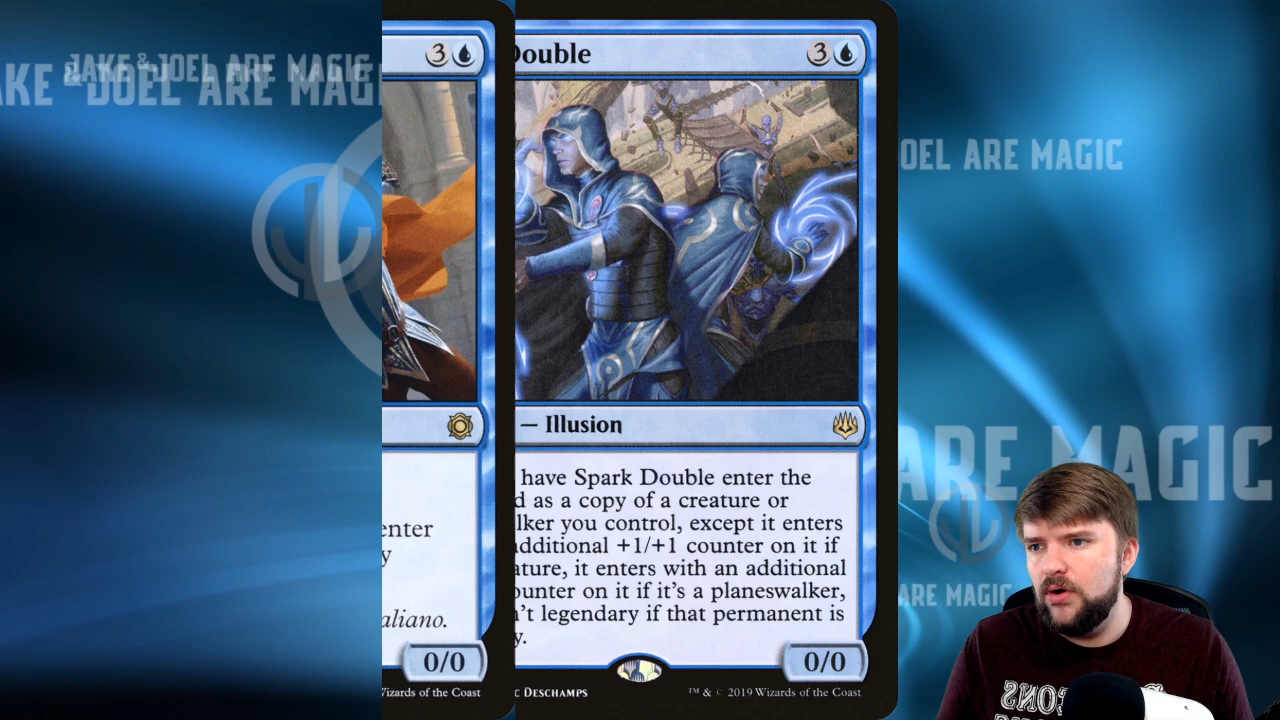 JAKE & JOEL ARE MAGIC
AKE & JOEL ARE MAGI
3
enter
y
aliano.
0/0
Wizards of the Coast
Double
3
— Illusion
have Spark Double enter the
d as a copy of a creature or
lker you control, except it enters
additional +1/+1 counter on it if
ature, it enters with an additional
ounter on it if it's a planeswalker,
n't legendary if that permanent is
y.
0/0
C DESCHAMPS
™ & © 2019 Wizards of the Coast
OEL ARE MAGIC
ARE MAGIC
ARE MAGIC